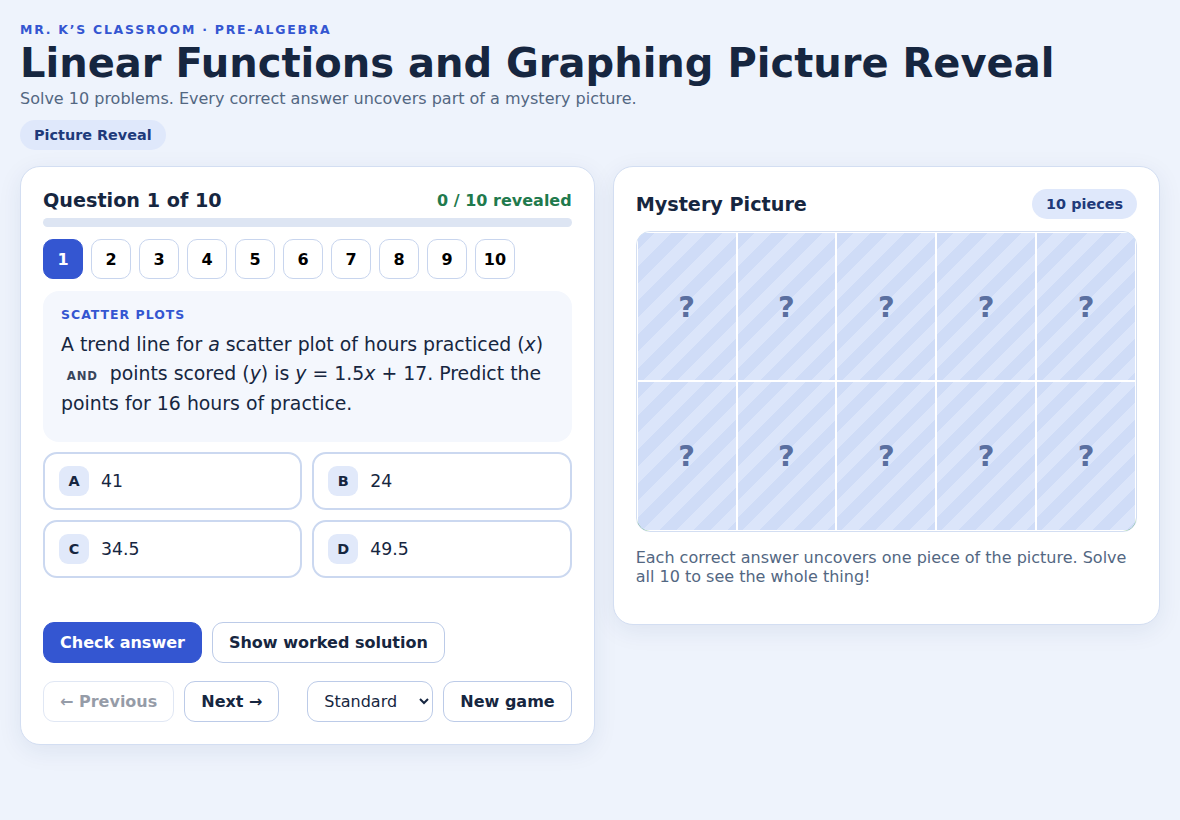 MR. K’S CLASSROOM · PRE-ALGEBRA
Linear Functions and Graphing Picture Reveal
Solve 10 problems. Every correct answer uncovers part of a mystery picture.
Picture Reveal
Question 1 of 10
0 / 10 revealed
1 2 3 4 5 6 7 8 9 10
SCATTER PLOTS
A trend line for a scatter plot of hours practiced (x)
AND points scored (y) is y = 1.5x + 17. Predict the
points for 16 hours of practice.
A 41
B 24
C 34.5
D 49.5
Check answer
Show worked solution
← Previous
Next →
Standard
New game
Mystery Picture
10 pieces
? ? ? ? ?
? ? ? ? ?
Each correct answer uncovers one piece of the picture. Solve
all 10 to see the whole thing!